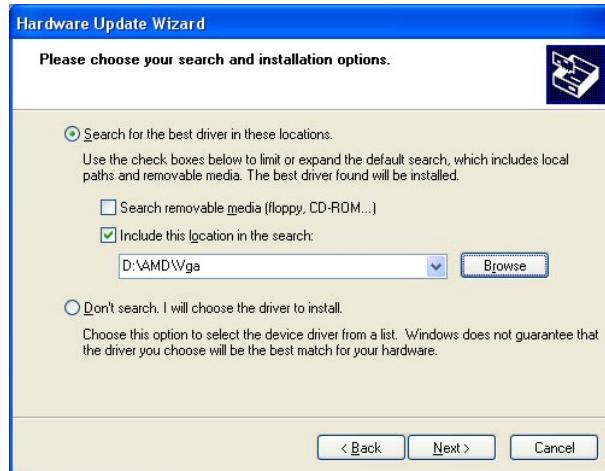 Hardware Update Wizard
Please choose your search and installation options.
Search for the best driver in these locations.
Use the check boxes below to limit or expand the default search, which includes local
paths and removable media. The best driver found will be installed.
Search removable media (floppy, CD-ROM...)
Include this location in the search:
D:\AMD\Vga
Browse
Don't search. I will choose the driver to install.
Choose this option to select the device driver from a list. Windows does not guarantee that
the driver you choose will be the best match for your hardware.
< Back Next > Cancel